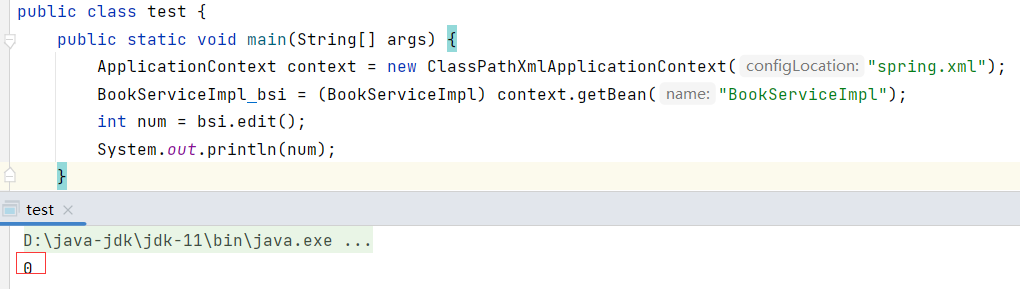 public class test {
public static void main(String[] args) {
ApplicationContext context = new ClassPathXmlApplicationContext( configLocation: "spring.xml");
BookServiceImpl bsi = (BookServiceImpl) context.getBean( name: "BookServiceImpl");
int num = bsi.edit();
System.out.println(num);
}
test ×
D:\java-jdk\jdk-11\bin\java.exe ...
0